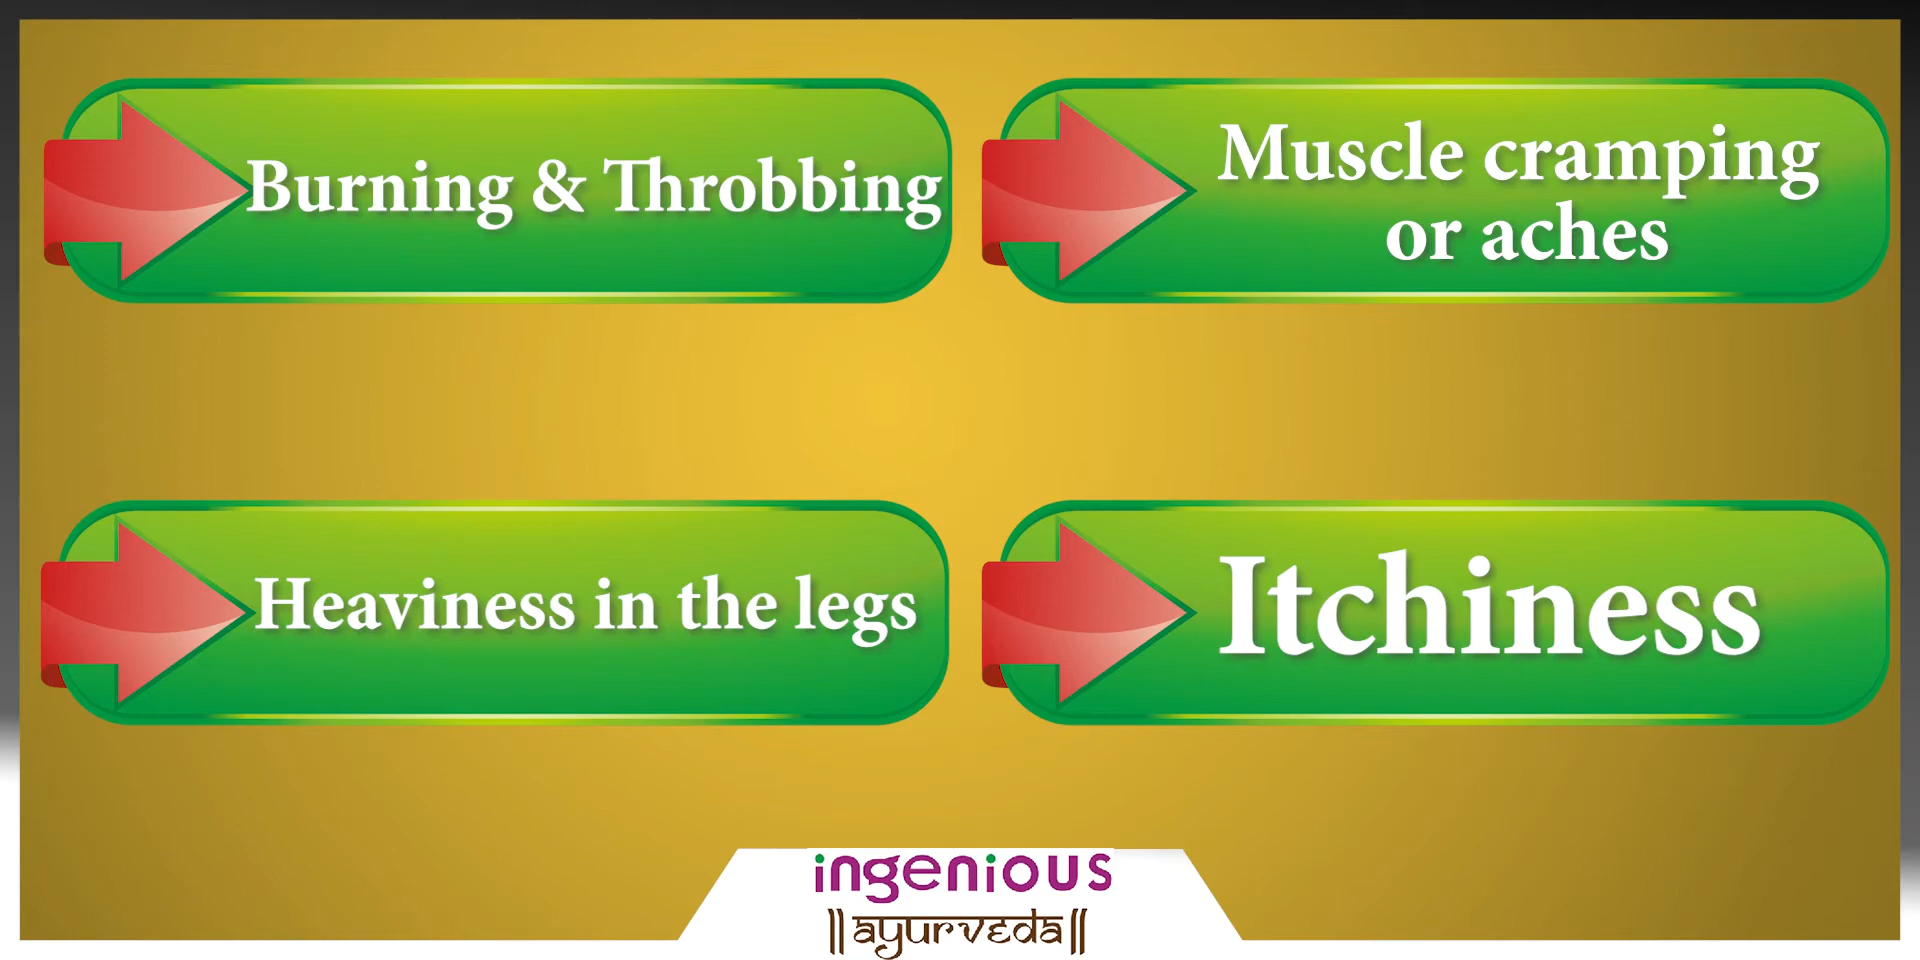 Burning & Throbbing
Muscle cramping
or aches
Heaviness in the legs
Itchiness
ingenious
||ayurveda||